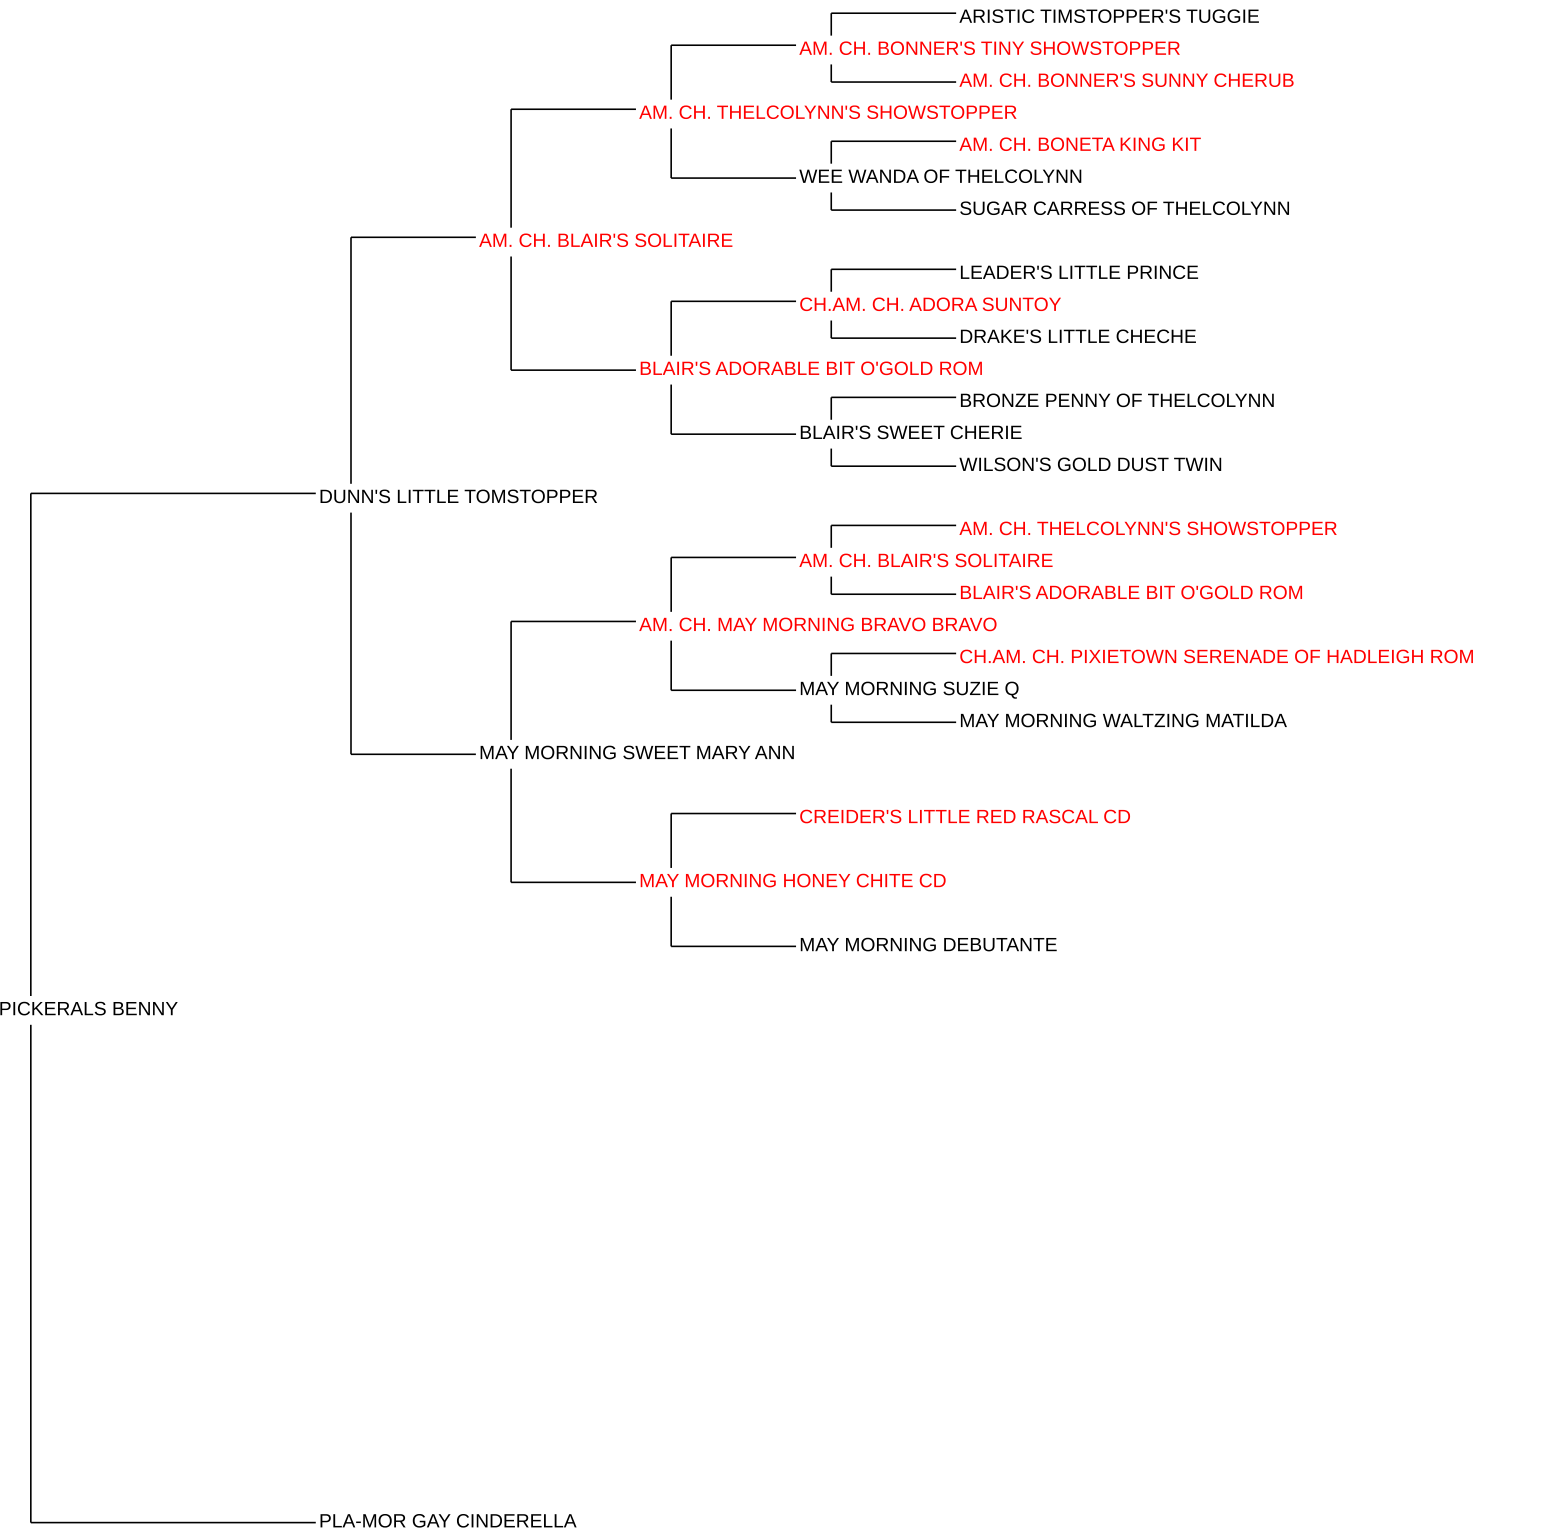 ARISTIC TIMSTOPPER'S TUGGIE
AM. CH. BONNER'S TINY SHOWSTOPPER
AM. CH. BONNER'S SUNNY CHERUB
AM. CH. THELCOLYNN'S SHOWSTOPPER
AM. CH. BONETA KING KIT
WEE WANDA OF THELCOLYNN
SUGAR CARRESS OF THELCOLYNN
AM. CH. BLAIR'S SOLITAIRE
LEADER'S LITTLE PRINCE
CH.AM. CH. ADORA SUNTOY
DRAKE'S LITTLE CHECHE
BLAIR'S ADORABLE BIT O'GOLD ROM
BRONZE PENNY OF THELCOLYNN
BLAIR'S SWEET CHERIE
WILSON'S GOLD DUST TWIN
DUNN'S LITTLE TOMSTOPPER
AM. CH. THELCOLYNN'S SHOWSTOPPER
AM. CH. BLAIR'S SOLITAIRE
BLAIR'S ADORABLE BIT O'GOLD ROM
AM. CH. MAY MORNING BRAVO BRAVO
CH.AM. CH. PIXIETOWN SERENADE OF HADLEIGH ROM
MAY MORNING SUZIE Q
MAY MORNING WALTZING MATILDA
MAY MORNING SWEET MARY ANN
CREIDER'S LITTLE RED RASCAL CD
MAY MORNING HONEY CHITE CD
MAY MORNING DEBUTANTE
PICKERALS BENNY
PLA-MOR GAY CINDERELLA